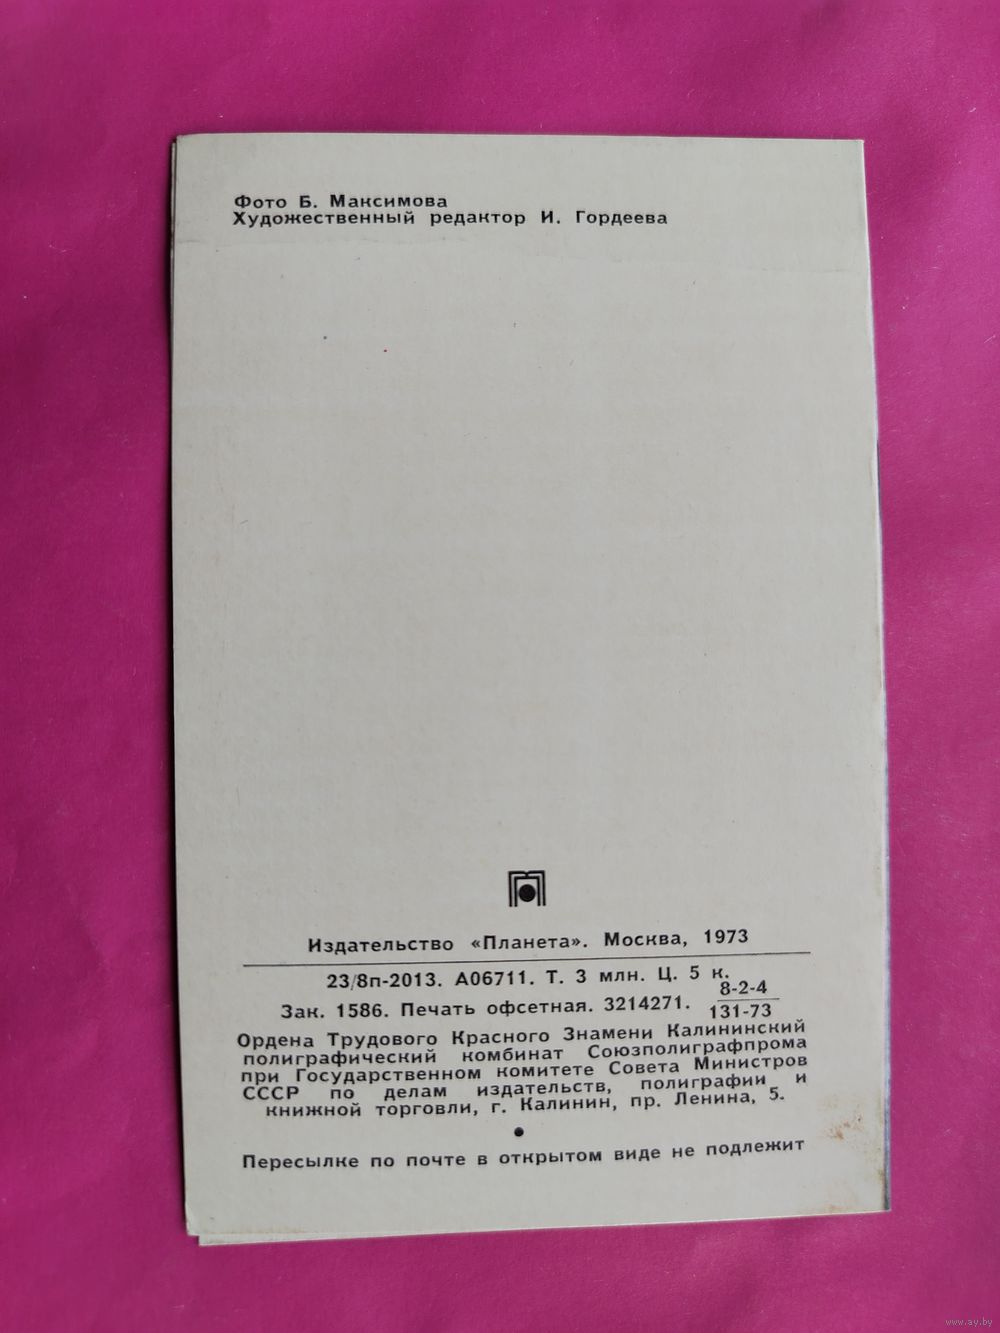 Фото Б. Максимова
Художественный редактор И. Гордеева
Издательство «Планета». Москва, 1973
23/8п-2013. А06711. Т. 3 млн. Ц. 5 к.
Зак. 1586. Печать офсетная. 3214271. 8-2-4
131-73
Ордена Трудового Красного Знамени Калининский
полиграфический комбинат Союзполиграфпрома
при Государственном комитете Совета Министров
СССР по делам издательств, полиграфии и
книжной торговли, г. Калинин, пр. Ленина, 5.
Пересылке по почте в открытом виде не подлежит
www.ay.by